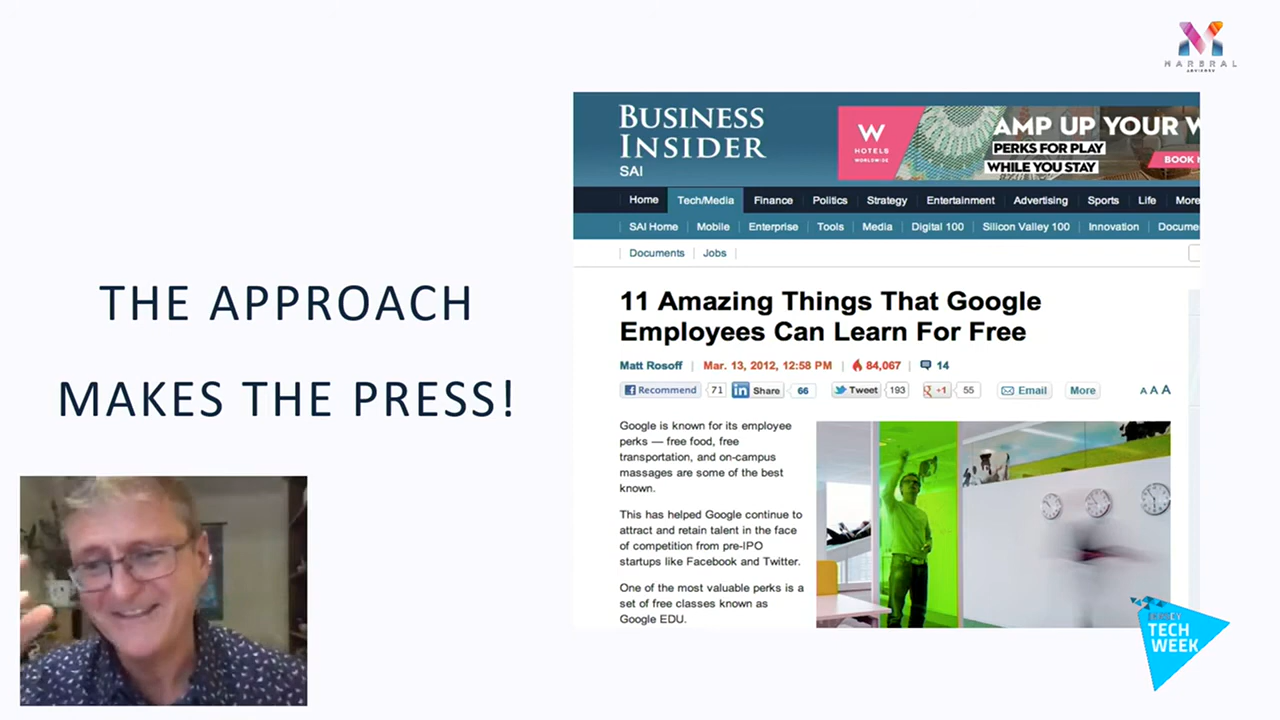 MARBRAL
ADVISORY
THE APPROACH
MAKES THE PRESS!
BUSINESS
INSIDER
SAI
W
HOTELS
WORLDWIDE
AMP UP YOUR W
PERKS FOR PLAY
WHILE YOU STAY
BOOK
Home Tech/Media Finance Politics Strategy Entertainment Advertising Sports Life More
SAI Home Mobile Enterprise Tools Media Digital 100 Silicon Valley 100 Innovation Docume
Documents Jobs
11 Amazing Things That Google
Employees Can Learn For Free
Matt Rosoff | Mar. 13, 2012, 12:58 PM | 84,067 | 14
Recommend 71 in Share 66 Tweet 193 g +1 55 Email More A A A
Google is known for its employee
perks — free food, free
transportation, and on-campus
massages are some of the best
known.
This has helped Google continue to
attract and retain talent in the face
of competition from pre-IPO
startups like Facebook and Twitter.
One of the most valuable perks is a
set of free classes known as
Google EDU.
TECH
WEEK